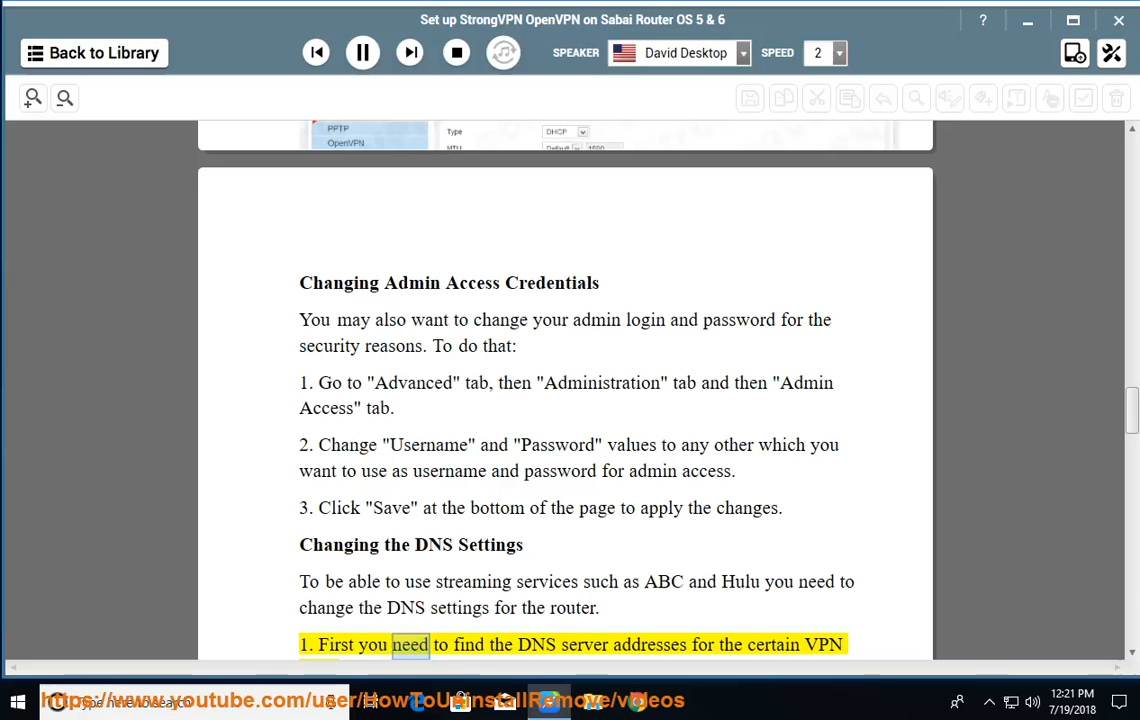 Set up StrongVPN OpenVPN on Sabai Router OS 5 & 6
?
Back to Library
SPEAKER David Desktop SPEED 2
PPTP
OpenVPN
Type DHCP
MTU Default 1500
Changing Admin Access Credentials
You may also want to change your admin login and password for the
security reasons. To do that:
1. Go to "Advanced" tab, then "Administration" tab and then "Admin
Access" tab.
2. Change "Username" and "Password" values to any other which you
want to use as username and password for admin access.
3. Click "Save" at the bottom of the page to apply the changes.
Changing the DNS Settings
To be able to use streaming services such as ABC and Hulu you need to
change the DNS settings for the router.
1. First you need to find the DNS server addresses for the certain VPN
https://www.youtube.com/user/HowToUninstallRemove/videos
Type here to search
12:21 PM
7/19/2018